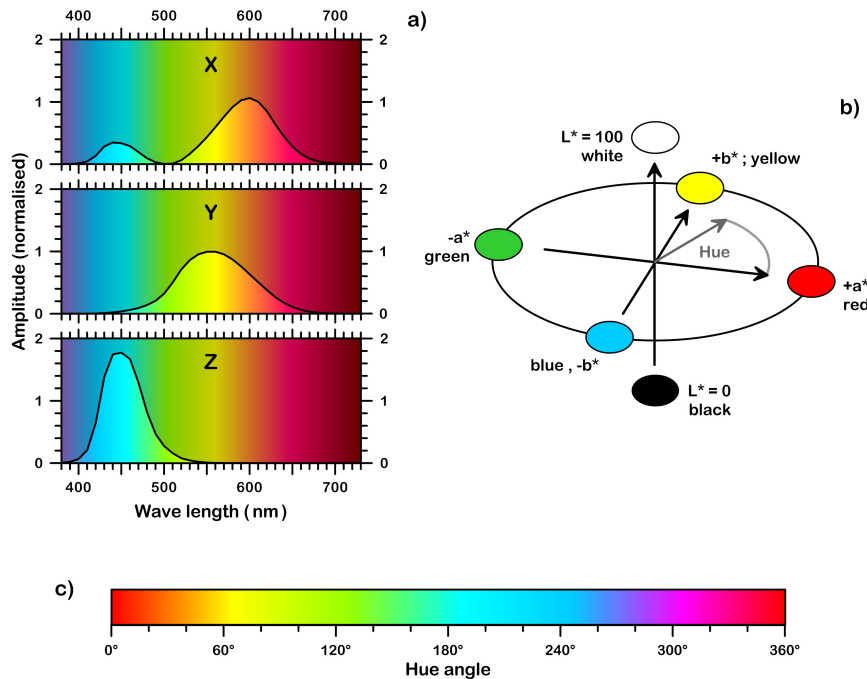 a)
400 500 600 700
2 2
X
1 1
0 0
2 2
Y
1 1
0 0
2 2
Z
1 1
0 0
400 500 600 700
Amplitude (normalised)
Wave length ( nm )
b)
L* = 100
white
+b* ; yellow
-a*
green
Hue
+a*
red
blue , -b*
L* = 0
black
c)
0° 60° 120° 180° 240° 300° 360°
Hue angle